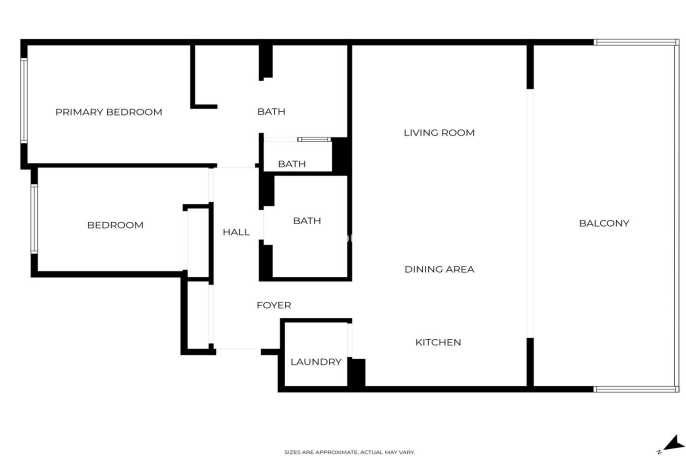 PRIMARY BEDROOM
BATH
LIVING ROOM
BATH
BEDROOM
HALL
BATH
BALCONY
DINING AREA
FOYER
KITCHEN
LAUNDRY
SIZES ARE APPROXIMATE, ACTUAL MAY VARY.
N